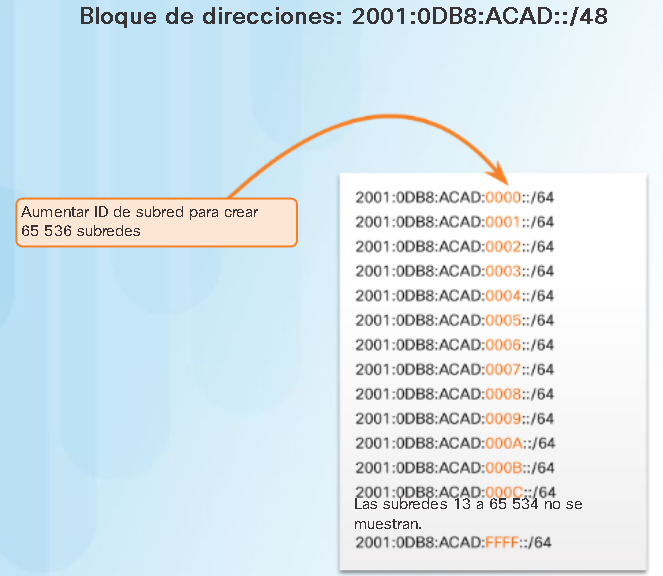 Bloque de direcciones: 2001:0DB8:ACAD::/48
Aumentar ID de subred para crear
65 536 subredes
2001:0DB8:ACAD:0000::/64
2001:0DB8:ACAD:0001::/64
2001:0DB8:ACAD:0002::/64
2001:0DB8:ACAD:0003::/64
2001:0DB8:ACAD:0004::/64
2001:0DB8:ACAD:0005::/64
2001:0DB8:ACAD:0006::/64
2001:0DB8:ACAD:0007::/64
2001:0DB8:ACAD:0008::/64
2001:0DB8:ACAD:0009::/64
2001:0DB8:ACAD:000A::/64
2001:0DB8:ACAD:000B::/64
2001:0DB8:ACAD:000C::/64
Las subredes 13 a 65 534 no se
muestran.
2001:0DB8:ACAD:FFFF::/64